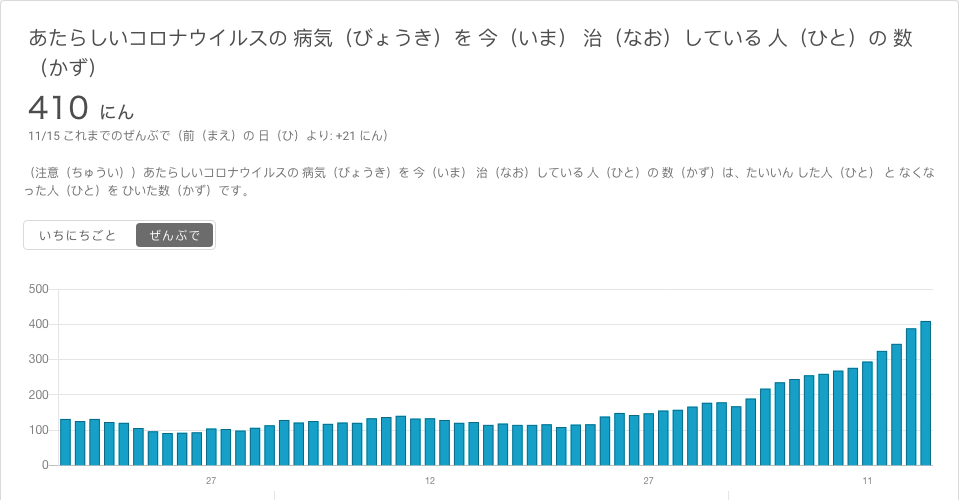 あたらしいコロナウイルスの 病気（びょうき）を 今（いま） 治（なお）している 人（ひと）の 数
（かず）
410 にん
11/15 これまでのぜんぶで（前（まえ）の 日（ひ）より: +21 にん）
（注意（ちゅうい））あたらしいコロナウイルスの 病気（びょうき）を 今（いま） 治（なお）している 人（ひと）の 数（かず）は、たいいん した人（ひと） と なくな
った人（ひと）を ひいた数（かず）です。
いちにちごと ぜんぶで
500
400
300
200
100
0
27 12 27 11